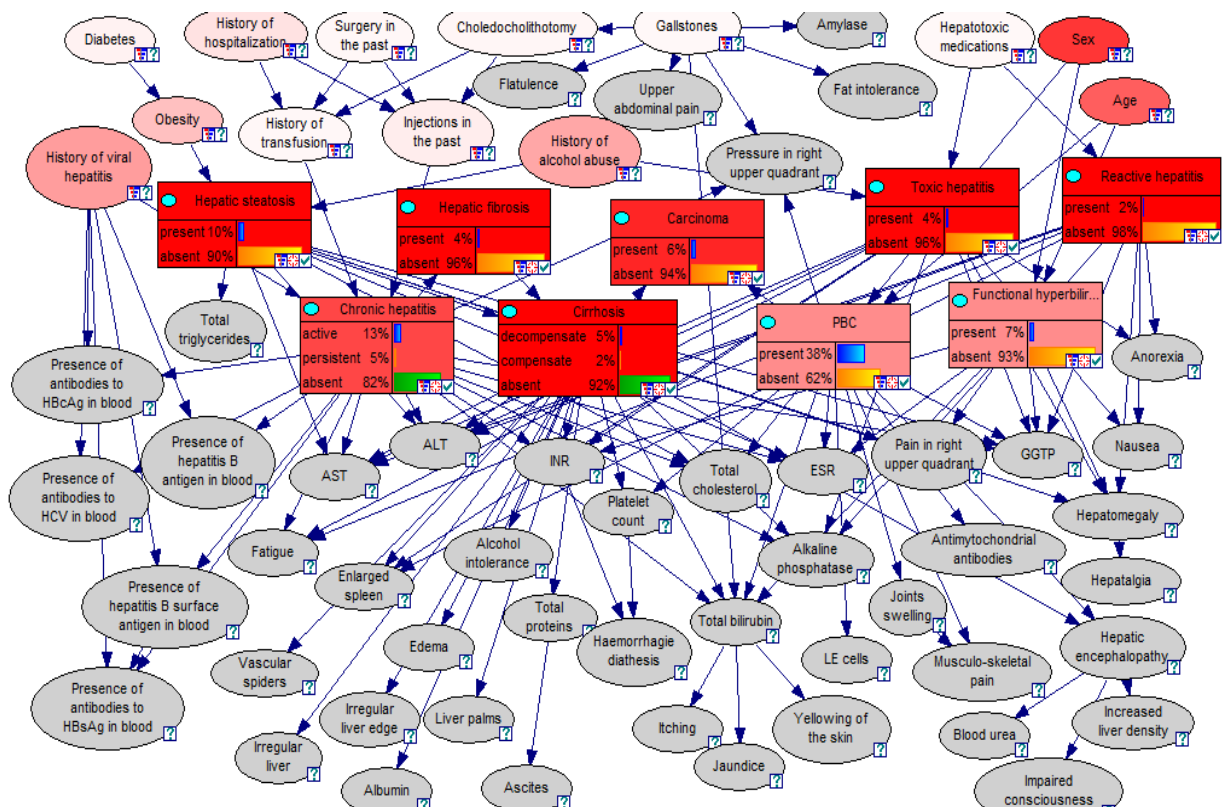 Diabetes
History of
hospitalization
Surgery in
the past
Choledocholithotomy
Gallstones
Amylase
Hepatotoxic
medications
Sex
Flatulence
Upper
abdominal pain
Fat intolerance
Age
Obesity
History of
transfusion
Injections in
the past
History of
alcohol abuse
Pressure in right
upper quadrant
History of viral
hepatitis
Hepatic steatosis
present 10%
absent 90%
Hepatic fibrosis
present 4%
absent 96%
Carcinoma
present 6%
absent 94%
Toxic hepatitis
present 4%
absent 96%
Reactive hepatitis
present 2%
absent 98%
Total
triglycerides
Chronic hepatitis
active 13%
persistent 5%
absent 82%
Cirrhosis
decompensate 5%
compensate 2%
absent 92%
PBC
present 38%
absent 62%
Functional hyperbilir...
present 7%
absent 93%
Anorexia
Presence of
antibodies to
HBcAg in blood
Presence of
hepatitis B
antigen in blood
AST
ALT
INR
Platelet
count
Total
cholesterol
ESR
Pain in right
upper quadrant
GGTP
Nausea
Presence of
antibodies to
HCV in blood
Hepatomegaly
Fatigue
Enlarged
spleen
Alcohol
intolerance
Alkaline
phosphatase
Antimytochondrial
antibodies
Hepatalgia
Presence of
hepatitis B surface
antigen in blood
Total
proteins
Joints
swelling
Edema
Haemorrhagie
diathesis
Total bilirubin
LE cells
Hepatic
encephalopathy
Vascular
spiders
Musculo-skeletal
pain
Presence of
antibodies to
HBsAg in blood
Irregular
liver edge
Liver palms
Itching
Yellowing of
the skin
Blood urea
Increased
liver density
Irregular
liver
Jaundice
Albumin
Ascites
Impaired
consciousness